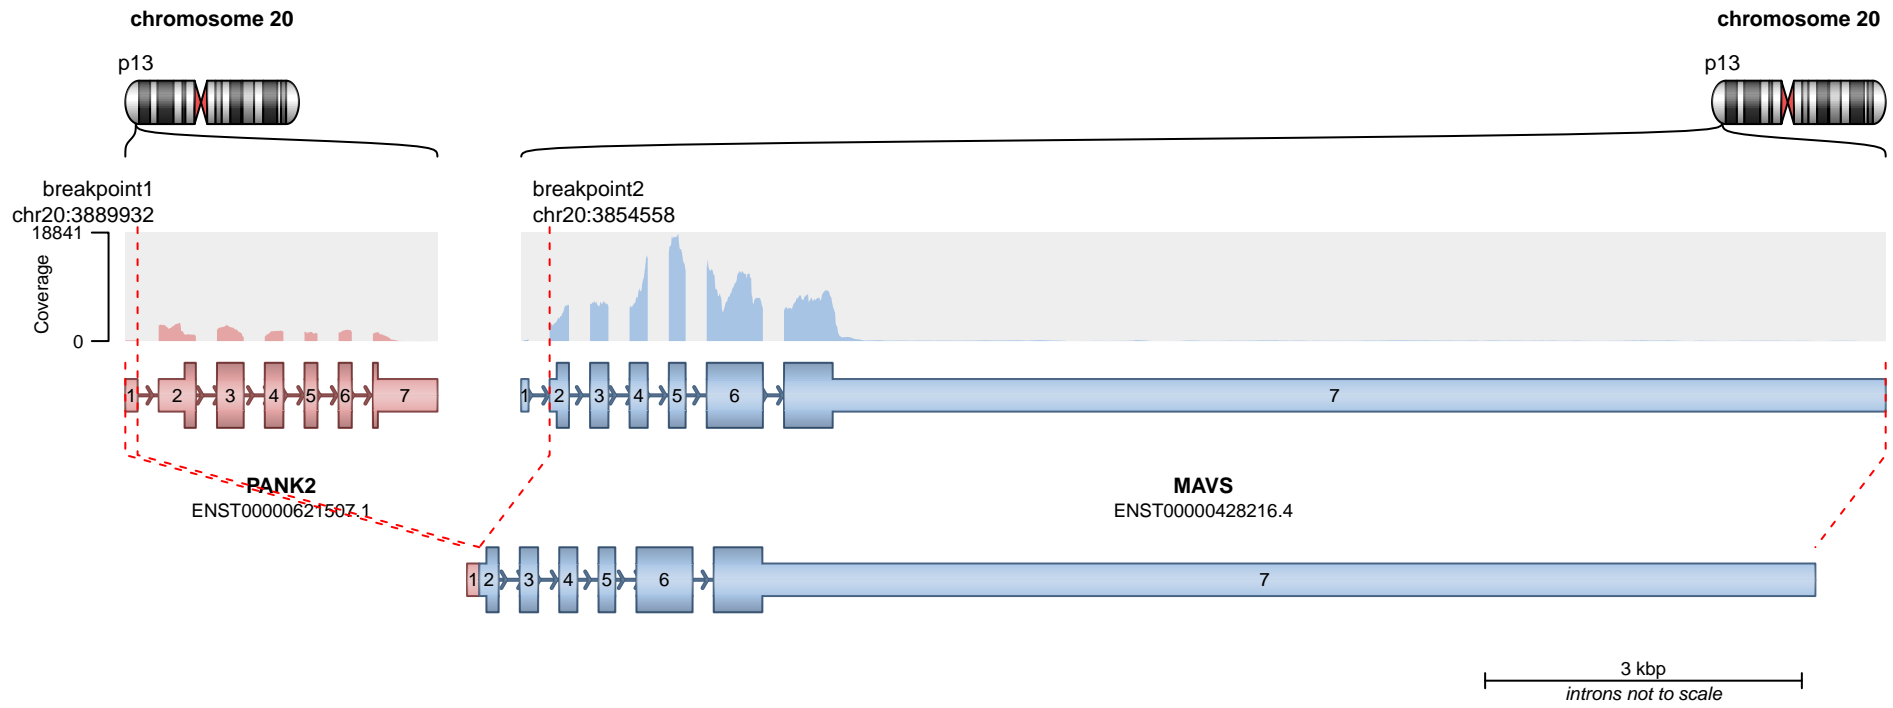 chromosome 20
chromosome 20
p13
p13
breakpoint1
chr20:3889932
breakpoint2
chr20:3854558
18841
Coverage
0
1 2 3 4 5 6 7
1 2 3 4 5 6 7
PANK2
ENST00000621507.1
MAVS
ENST00000428216.4
1 2 3 4 5 6 7
3 kbp
introns not to scale